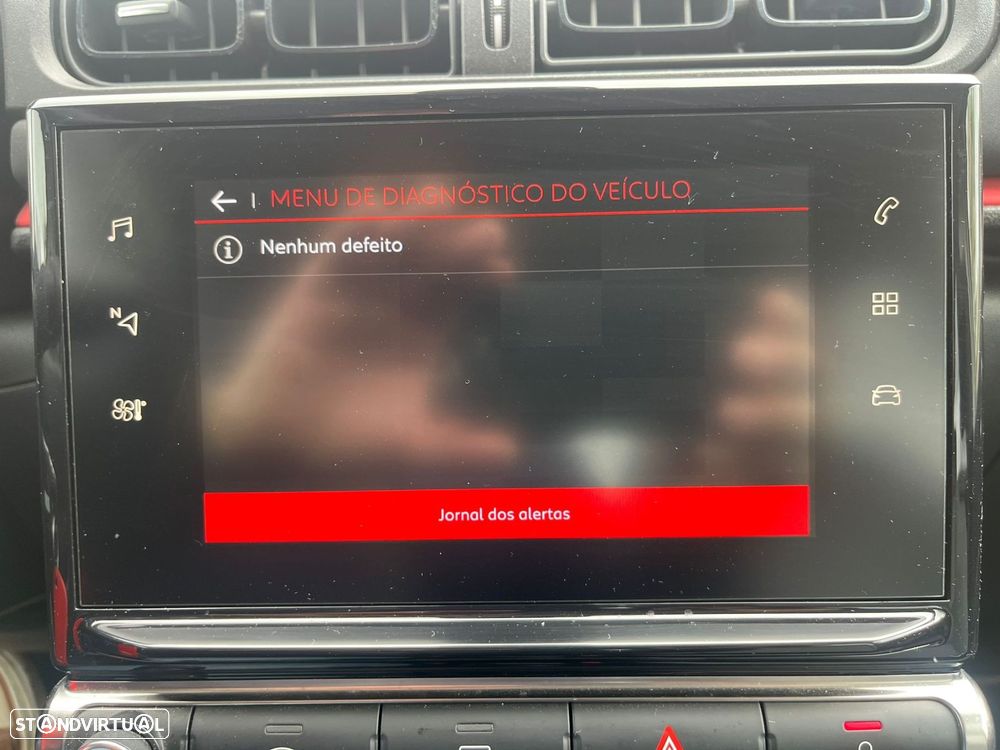 MENU DE DIAGNÓSTICO DO VEÍCULO
Nenhum defeito
N
Jornal dos alertas
STANDVIRTUAL